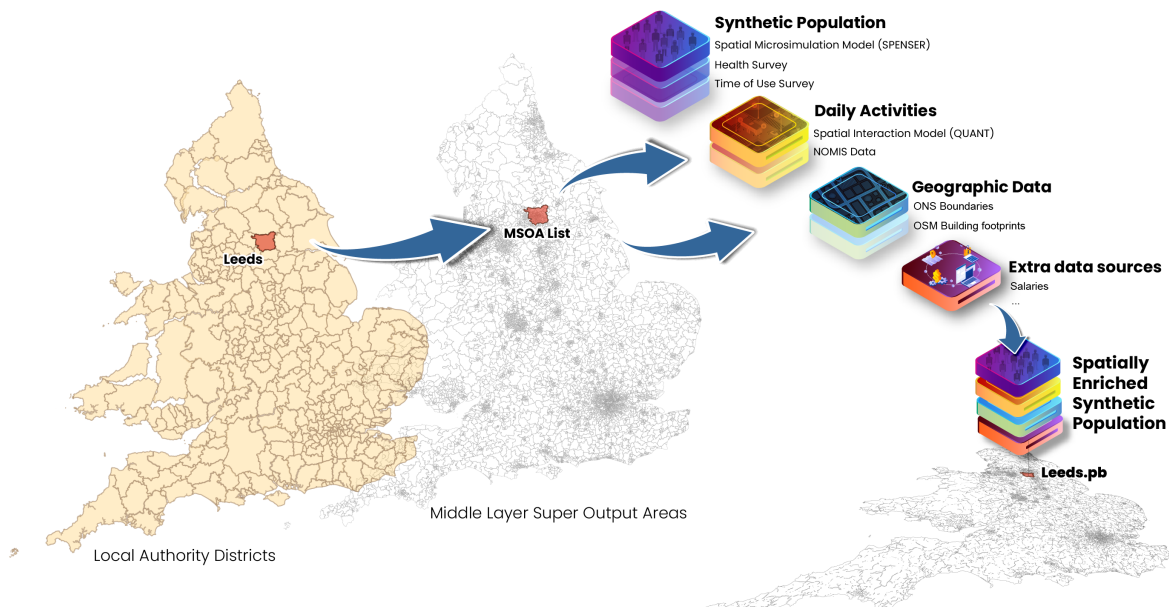 Synthetic Population
Spatial Microsimulation Model (SPENSER)
Health Survey
Time of Use Survey
Daily Activities
Spatial Interaction Model (QUANT)
NOMIS Data
Geographic Data
ONS Boundaries
OSM Building footprints
Extra data sources
Salaries
...
Leeds
MSOA List
Spatially
Enriched
Synthetic
Population
Leeds.pb
Middle Layer Super Output Areas
Local Authority Districts